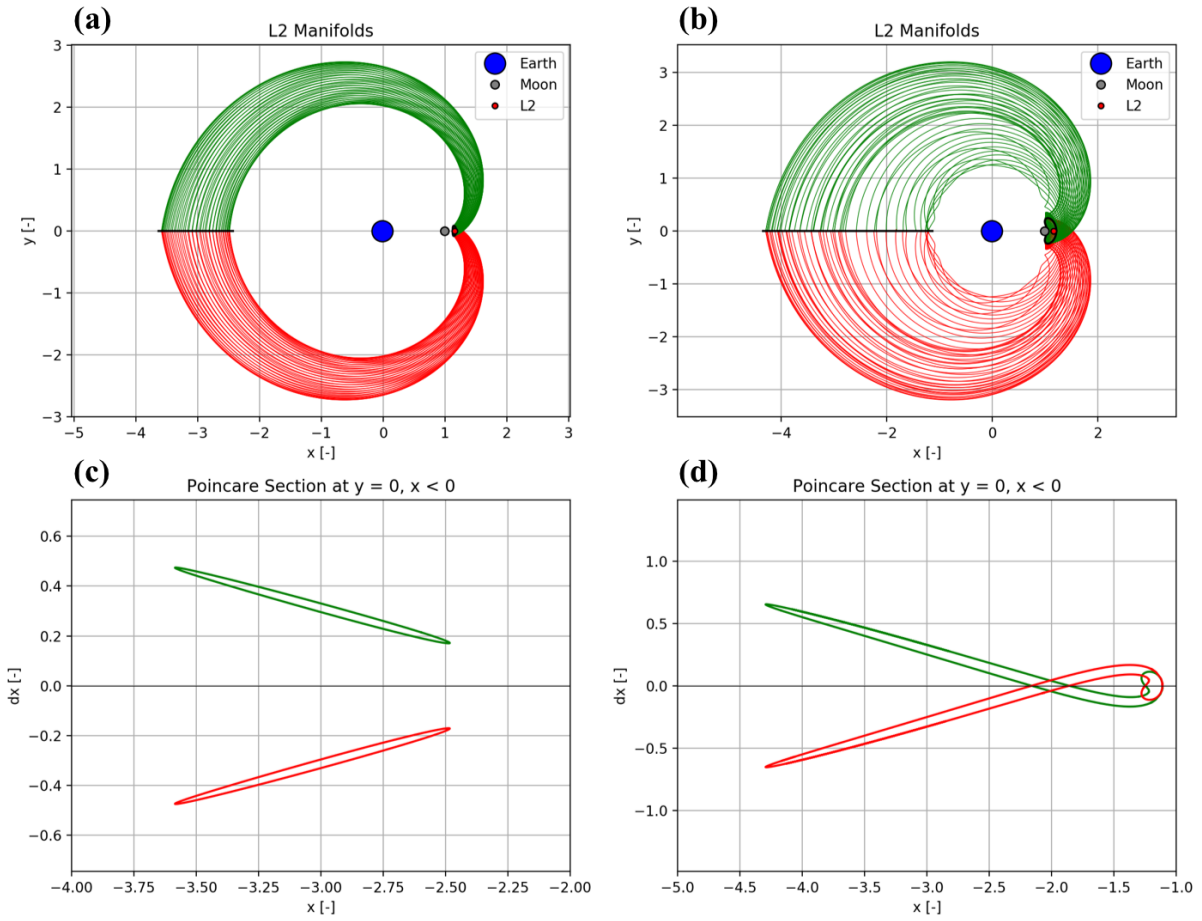 (a)
L2 Manifolds
Earth
Moon
L2
3
2
1
0
−1
−2
−3
y [-]
−5
−4
−3
−2
−1
0
1
2
3
x [-]
(b)
L2 Manifolds
Earth
Moon
L2
3
2
1
0
−1
−2
−3
y [-]
−4
−2
0
2
x [-]
(c)
Poincare Section at y = 0, x < 0
0.6
0.4
0.2
0.0
−0.2
−0.4
−0.6
dx [-]
−4.00
−3.75
−3.50
−3.25
−3.00
−2.75
−2.50
−2.25
−2.00
x [-]
(d)
Poincare Section at y = 0, x < 0
1.0
0.5
0.0
−0.5
−1.0
dx [-]
−5.0
−4.5
−4.0
−3.5
−3.0
−2.5
−2.0
−1.5
−1.0
x [-]